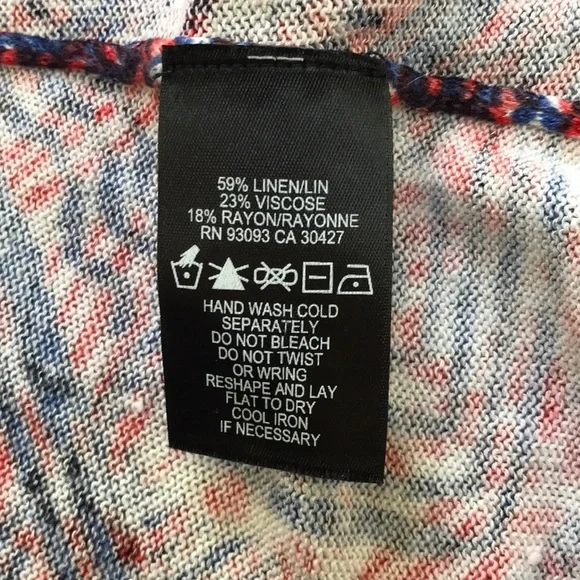 59% LINEN/LIN
23% VISCOSE
18% RAYON/RAYONNE
RN 93093 CA 30427
HAND WASH COLD
SEPARATELY
DO NOT BLEACH
DO NOT TWIST
OR WRING
RESHAPE AND LAY
FLAT TO DRY
COOL IRON
IF NECESSARY